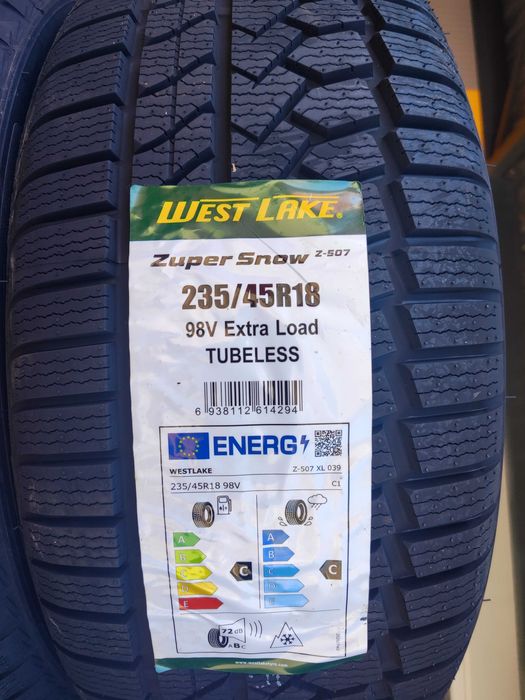 WEST LAKE®
Zuper Snow Z-507
235/45R18
98V Extra Load
TUBELESS
6 938112 614294
ENERG
WESTLAKE Z-507 XL 039
235/45R18 98V C1
A A
B B
C C C C
D D
E E
72 dB
ABC